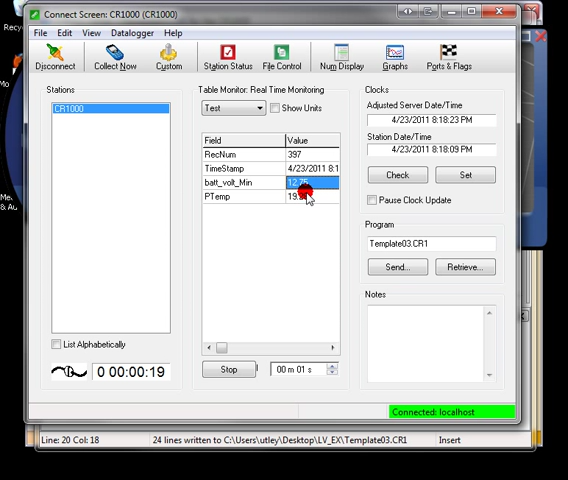 Connect Screen: CR1000 (CR1000)
File Edit View Datalogger Help
Disconnect Collect Now Custom Station Status File Control Num Display Graphs Ports & Flags
Stations
CR1000
List Alphabetically
0 00:00:19
Table Monitor: Real Time Monitoring
Test Show Units
Field Value
RecNum 397
TimeStamp 4/23/2011 8:1
batt_volt_Min 12.75
PTemp 19.
Stop 00 m 01 s
Clocks
Adjusted Server Date/Time
4/23/2011 8:18:23 PM
Station Date/Time
4/23/2011 8:18:09 PM
Check Set
Pause Clock Update
Program
Template03.CR1
Send... Retrieve...
Notes
Connected: localhost
Line: 20 Col: 18 24 lines written to C:\Users\utley\Desktop\LV_EX\Template03.CR1 Insert